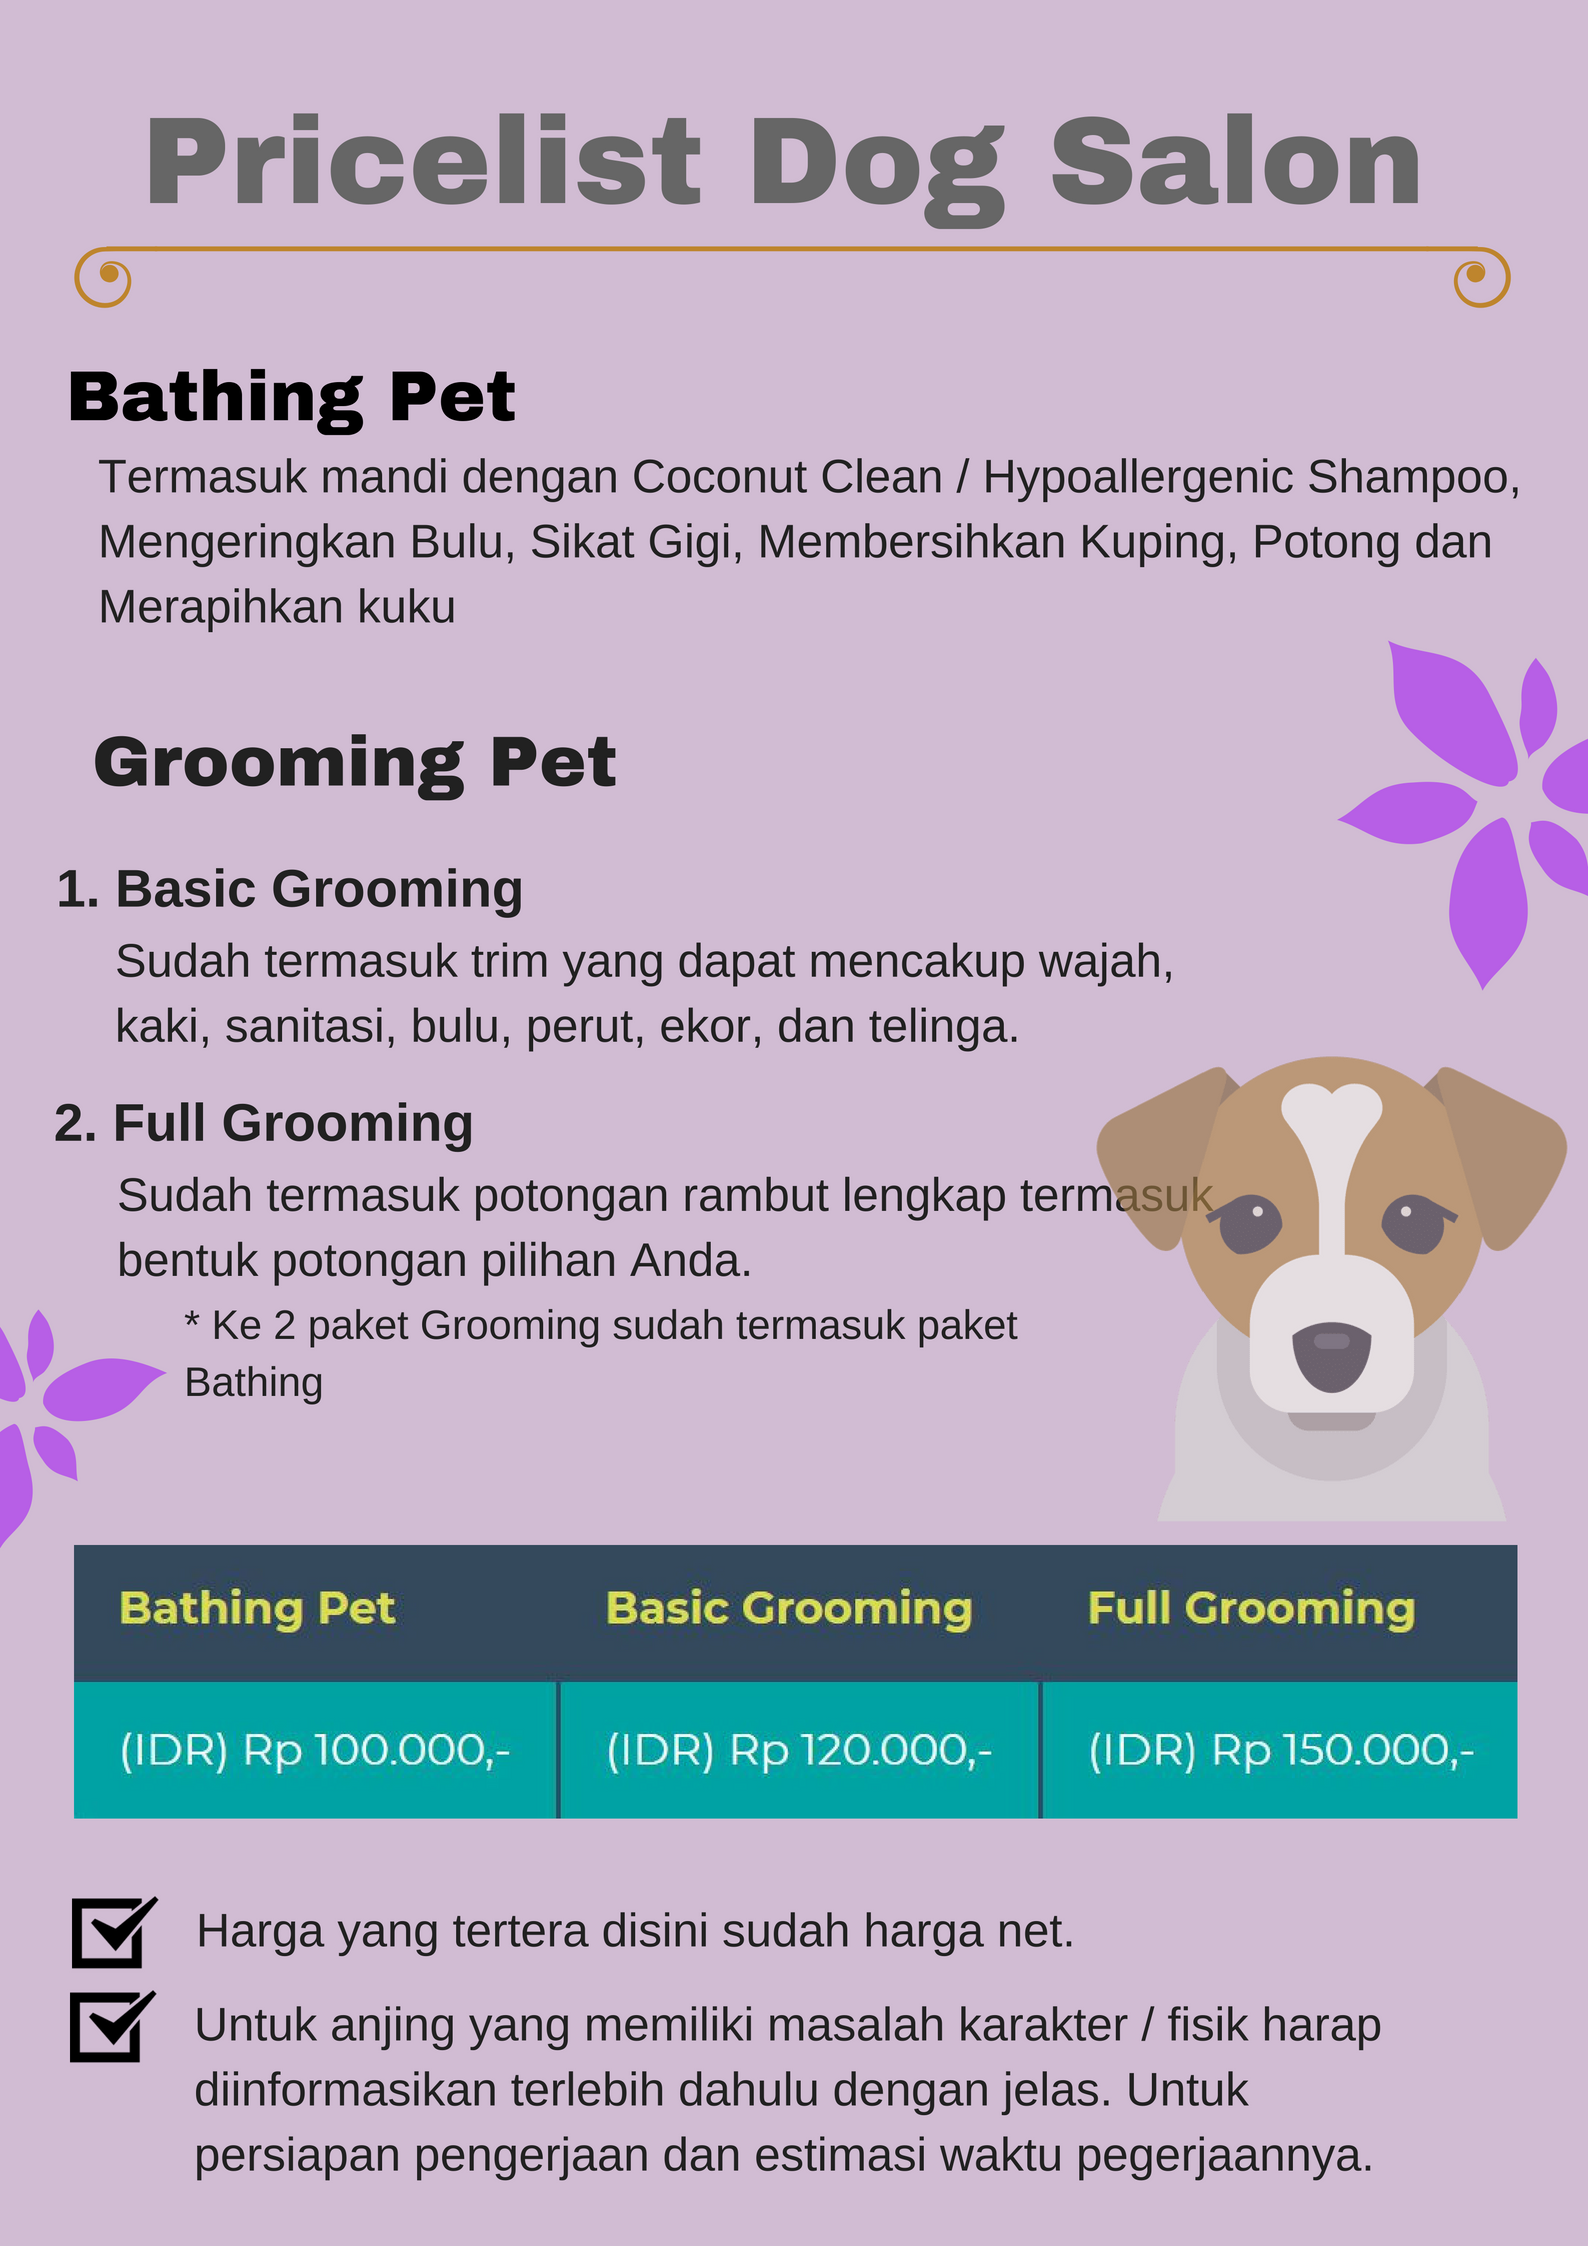 Pricelist Dog Salon
Bathing Pet
Termasuk mandi dengan Coconut Clean / Hypoallergenic Shampoo,
Mengeringkan Bulu, Sikat Gigi, Membersihkan Kuping, Potong dan
Merapihkan kuku
Grooming Pet
1. Basic Grooming
Sudah termasuk trim yang dapat mencakup wajah,
kaki, sanitasi, bulu, perut, ekor, dan telinga.
2. Full Grooming
Sudah termasuk potongan rambut lengkap termasuk
bentuk potongan pilihan Anda.
* Ke 2 paket Grooming sudah termasuk paket
Bathing
Bathing Pet Basic Grooming Full Grooming
(IDR) Rp 100.000,- (IDR) Rp 120.000,- (IDR) Rp 150.000,-
Harga yang tertera disini sudah harga net.
Untuk anjing yang memiliki masalah karakter / fisik harap
diinformasikan terlebih dahulu dengan jelas. Untuk
persiapan pengerjaan dan estimasi waktu pegerjaannya.